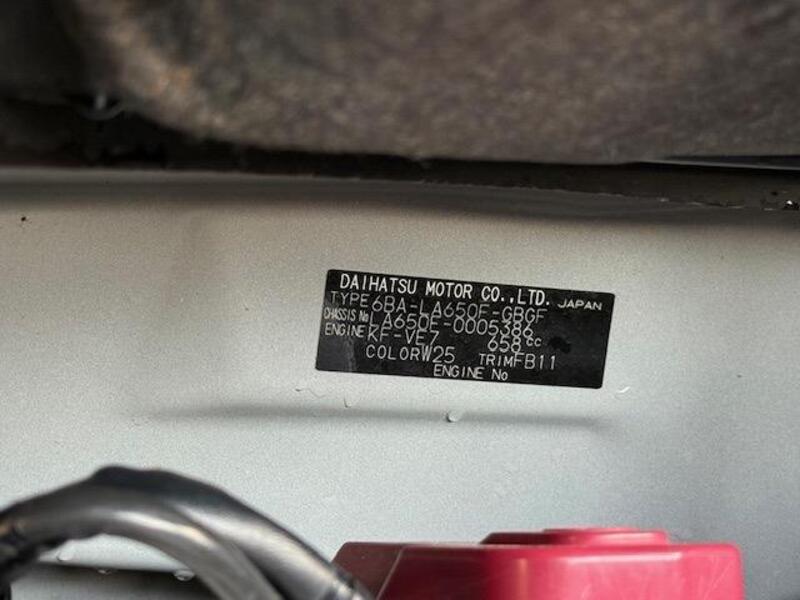 DAIHATSU MOTOR CO.,LTD. JAPAN
TYPE 6BA-LA650F-GBGF
CHASSIS No LA650F-0005386
ENGINE KF-VE7 658cc
COLOR W25 TRIM FB11
ENGINE No